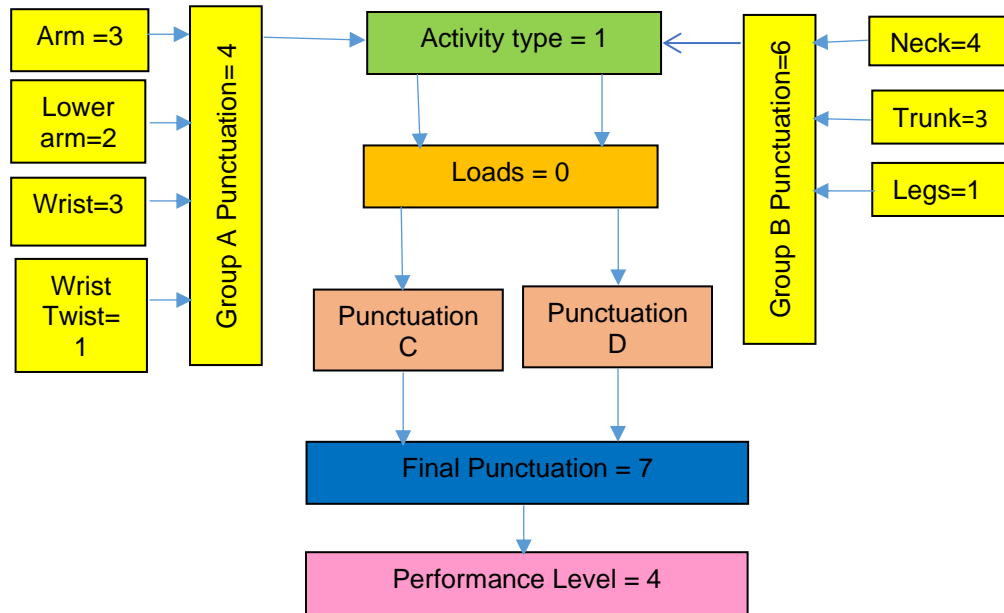 Arm =3
Lower
arm=2
Wrist=3
Wrist
Twist=
1
Group A Punctuation= 4
Activity type = 1
Loads = 0
Punctuation
C
Punctuation
D
Final Punctuation = 7
Performance Level = 4
Group B Punctuation=6
Neck=4
Trunk=3
Legs=1